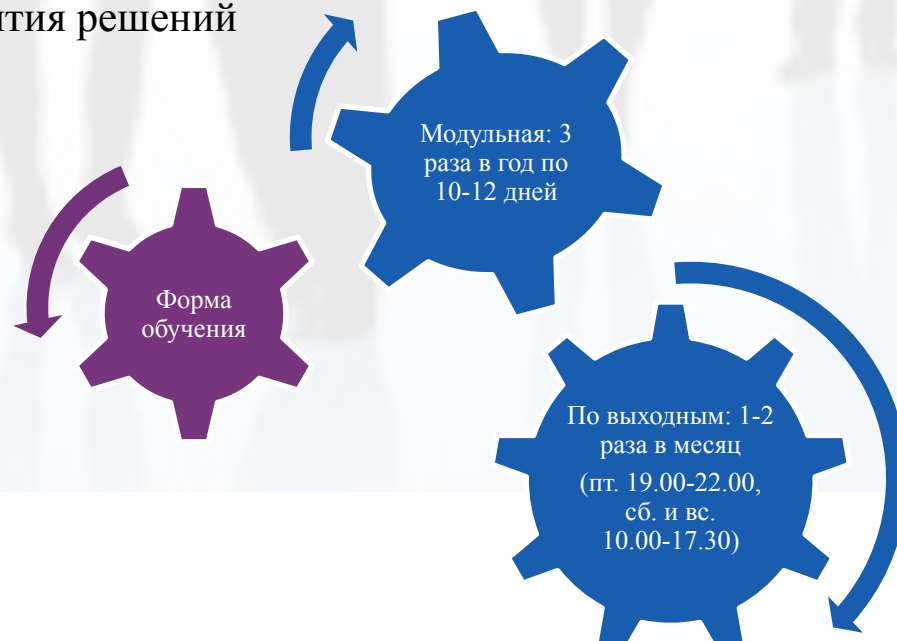 решений
Модульная: 3
раза в год по
10-12 дней
Форма
обучения
По выходным: 1-2
раза в месяц
(пт. 19.00-22.00,
сб. и вс.
10.00-17.30)